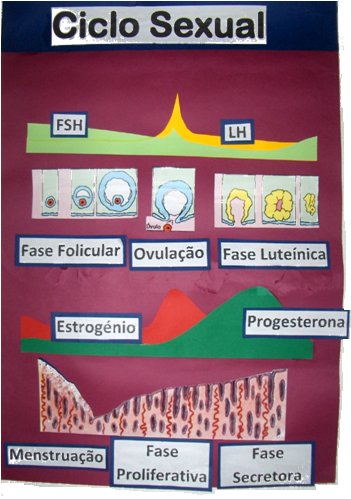 Ciclo Sexual
FSH
LH
Óvulo
Fase Folicular
Ovulação
Fase Luteínica
Estrogénio
Progesterona
Menstruação
Fase
Proliferativa
Fase
Secretora